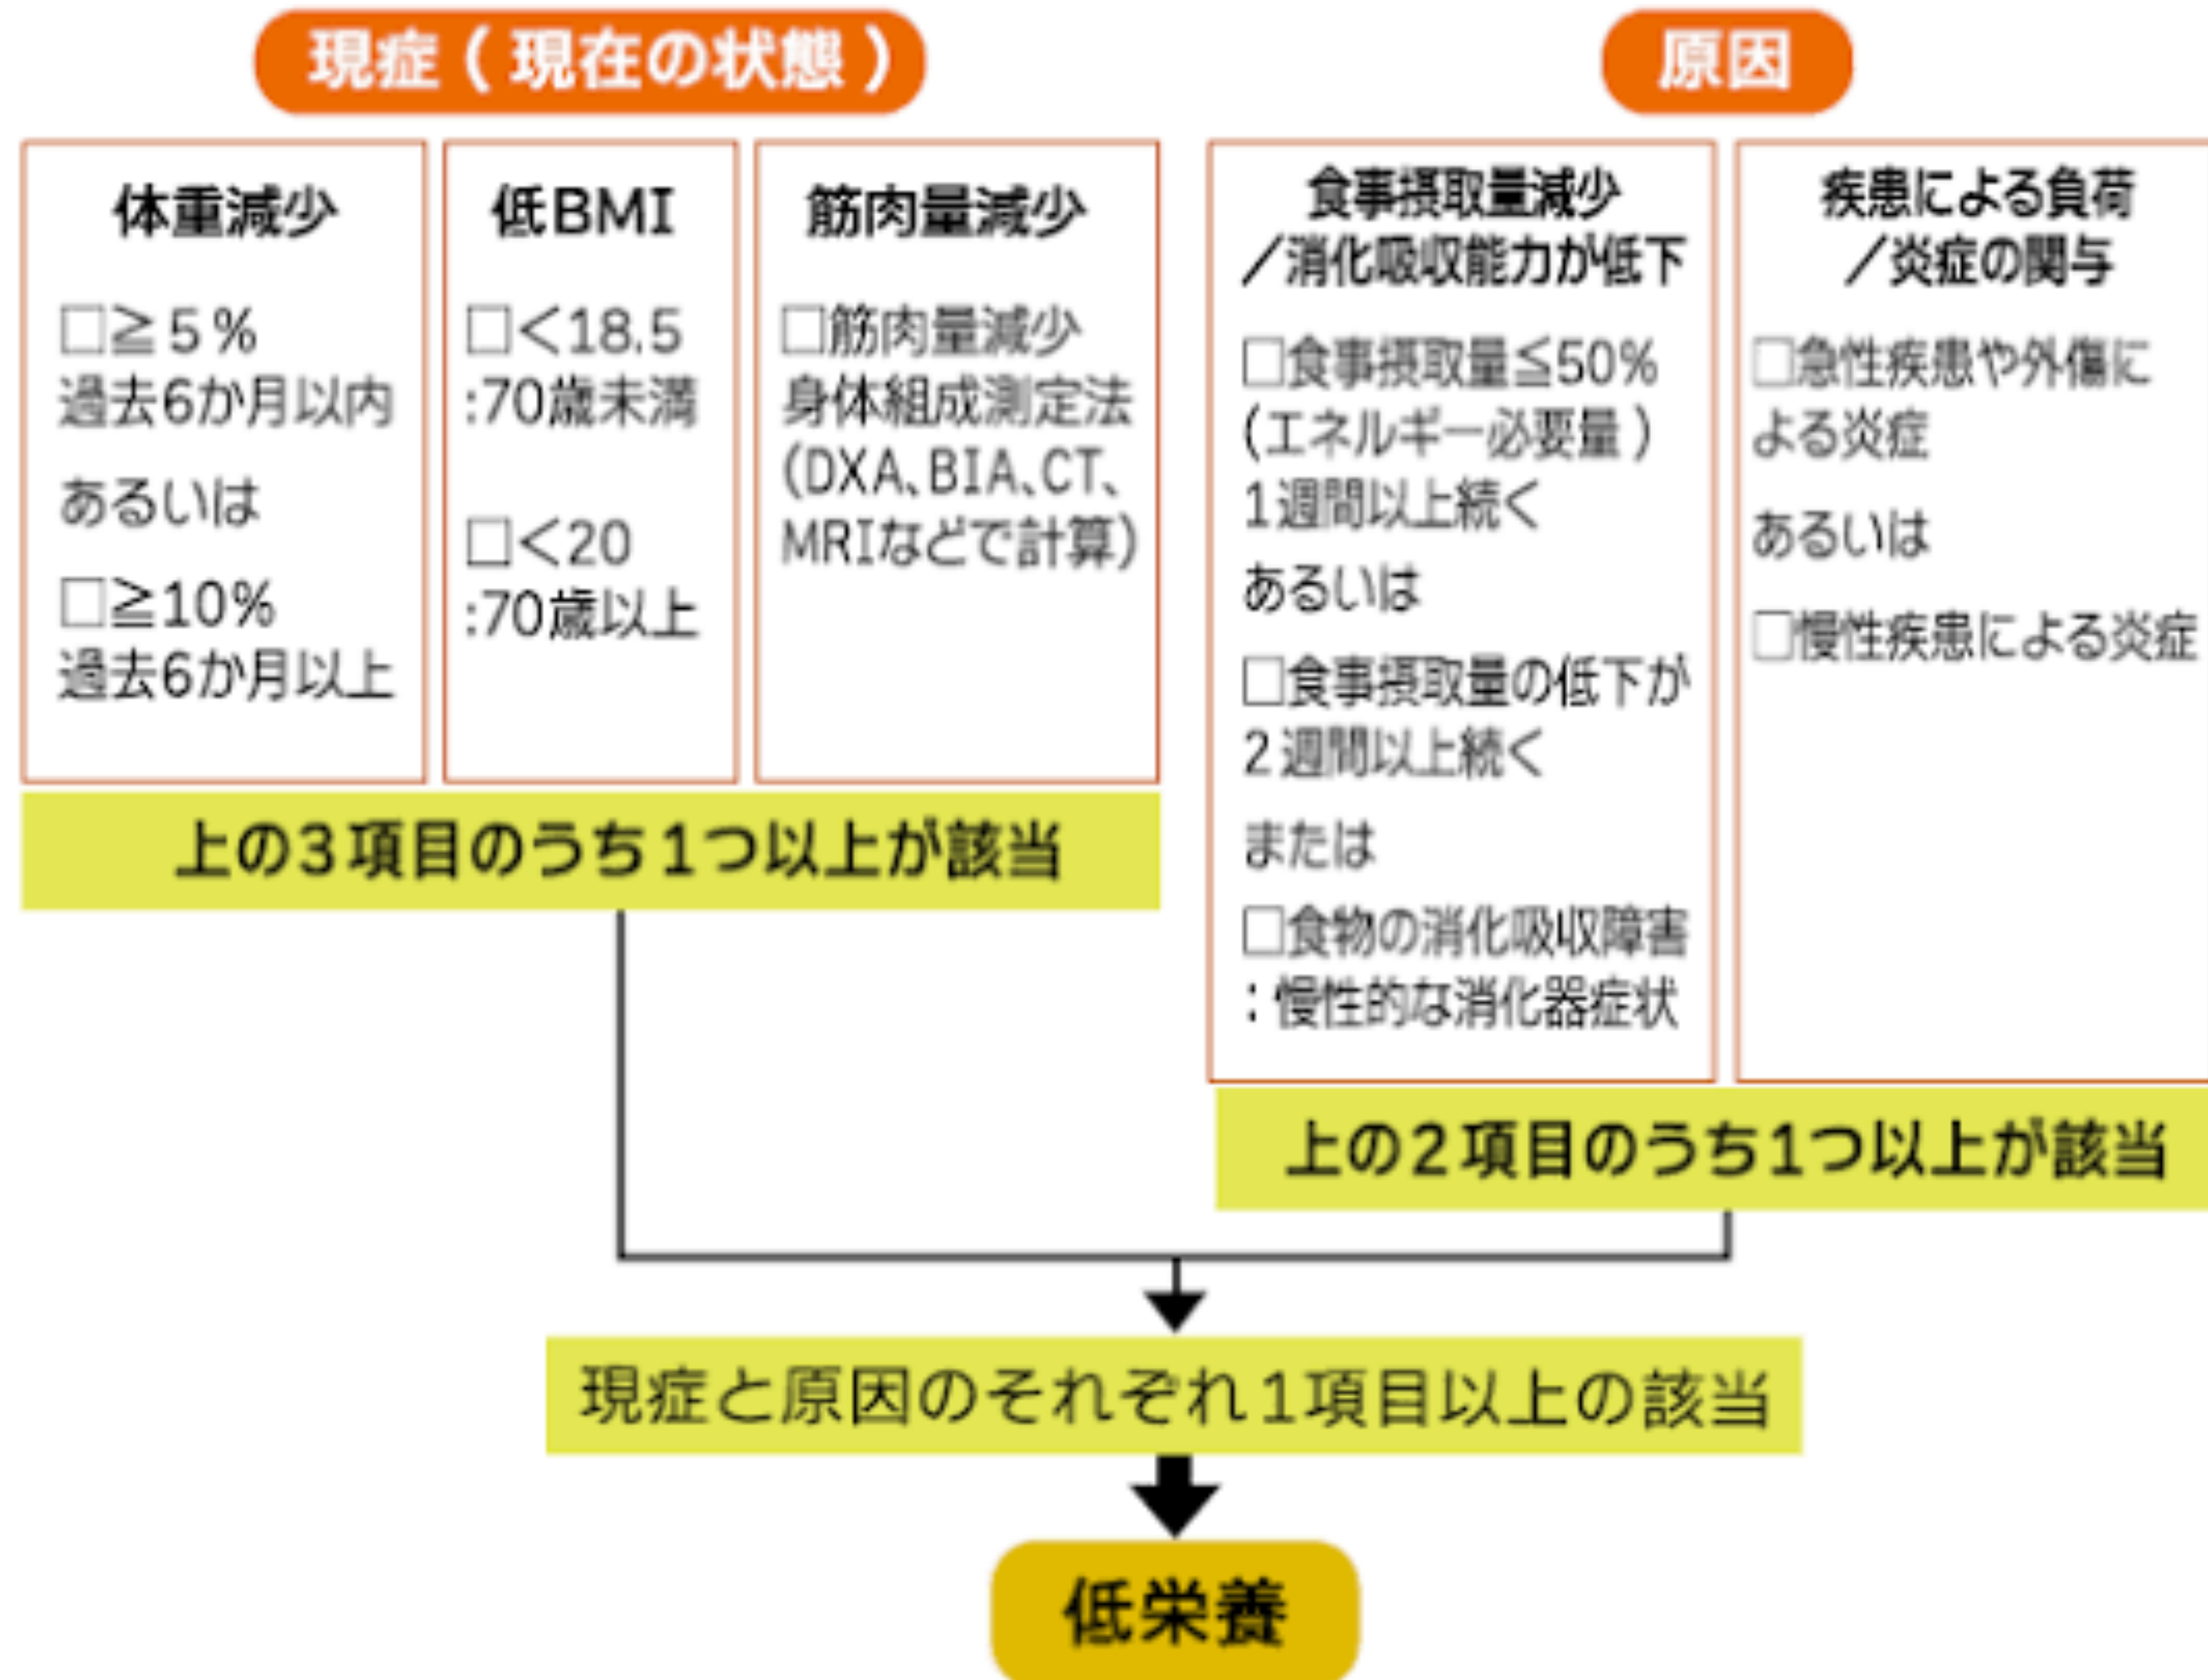 現症（現在の状態）
体重減少
□≧5%
過去6か月以内
あるいは
□≧10%
過去6か月以上
低BMI
□＜18.5
:70歳未満
□＜20
:70歳以上
筋肉量減少
□筋肉量減少
身体組成測定法
(DXA、BIA、CT、
MRIなどで計算)
上の3項目のうち1つ以上が該当
原因
食事摂取量減少
／消化吸収能力が低下
□食事摂取量≦50%
(エネルギー必要量)
1週間以上続く
あるいは
□食事摂取量の低下が
2週間以上続く
または
□食物の消化吸収障害
：慢性的な消化器症状
疾患による負荷
／炎症の関与
□急性疾患や外傷に
よる炎症
あるいは
□慢性疾患による炎症
上の2項目のうち1つ以上が該当
現症と原因のそれぞれ1項目以上の該当
低栄養